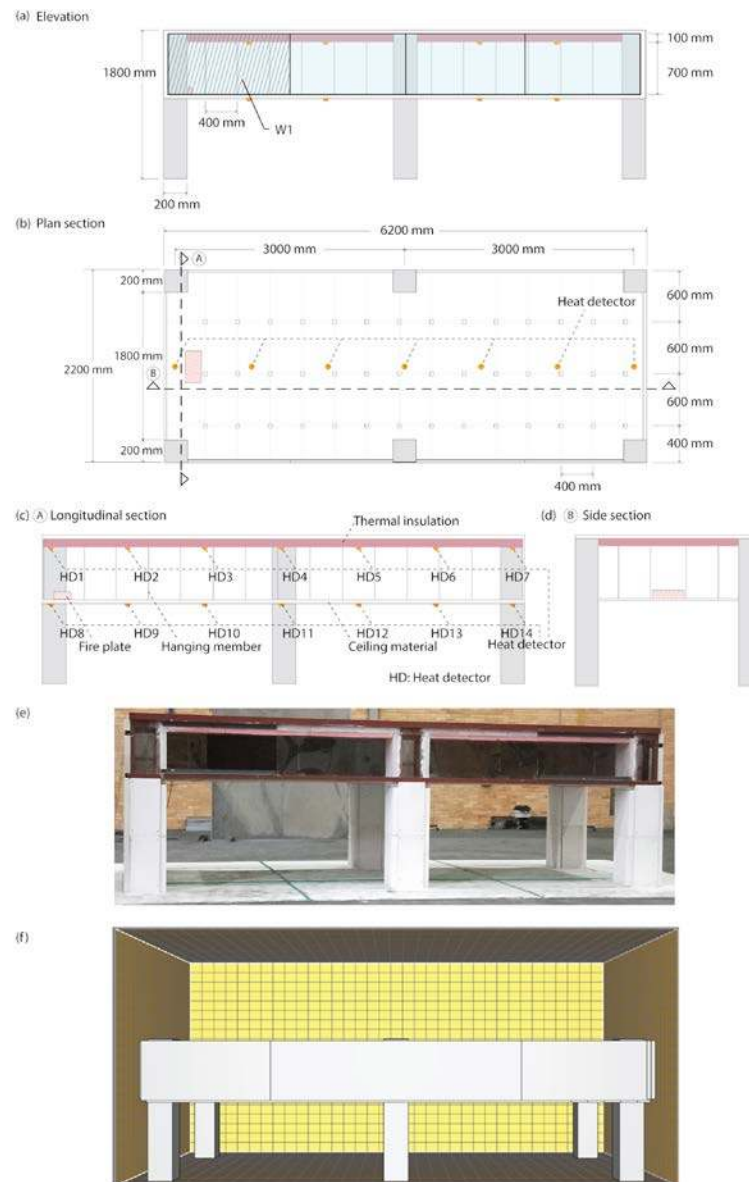 (a) Elevation
100 mm
1800 mm
700 mm
400 mm
W1
200 mm
(b) Plan section
6200 mm
3000 mm
3000 mm
A
200 mm
600 mm
Heat detector
1800 mm
600 mm
2200 mm
B
600 mm
200 mm
400 mm
400 mm
(c) A Longitudinal section
(d) B Side section
Thermal insulation
HD1 HD2 HD3 HD4 HD5 HD6 HD7
HD8 HD9 HD10 HD11 HD12 HD13 HD14
Fire plate Hanging member Ceiling material Heat detector
HD: Heat detector
(e)
(f)